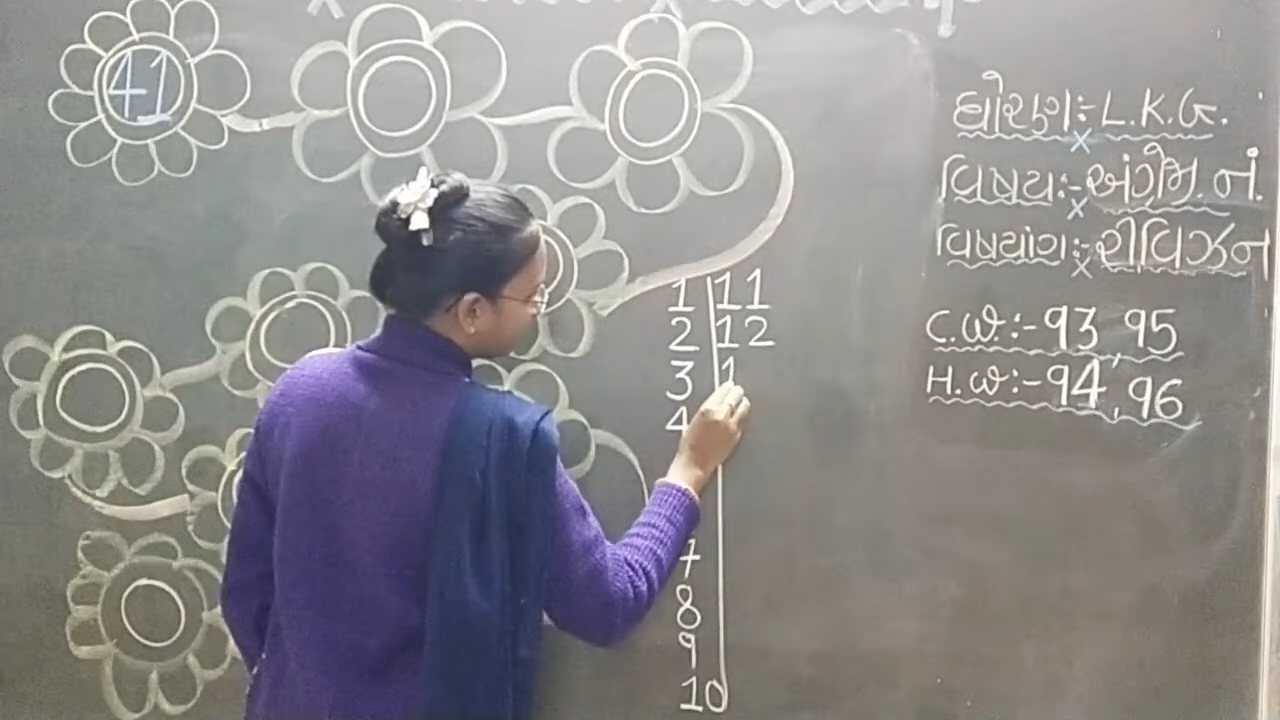 41
ધોરણ:- L.K.G.
વિષય:- અંગ્રેજી.નં.
વિષયાંશ:- રીવિઝન
C.W:- 93, 95
H.W:- 94, 96
1 11
2 12
3 1
4
7
8
9
10